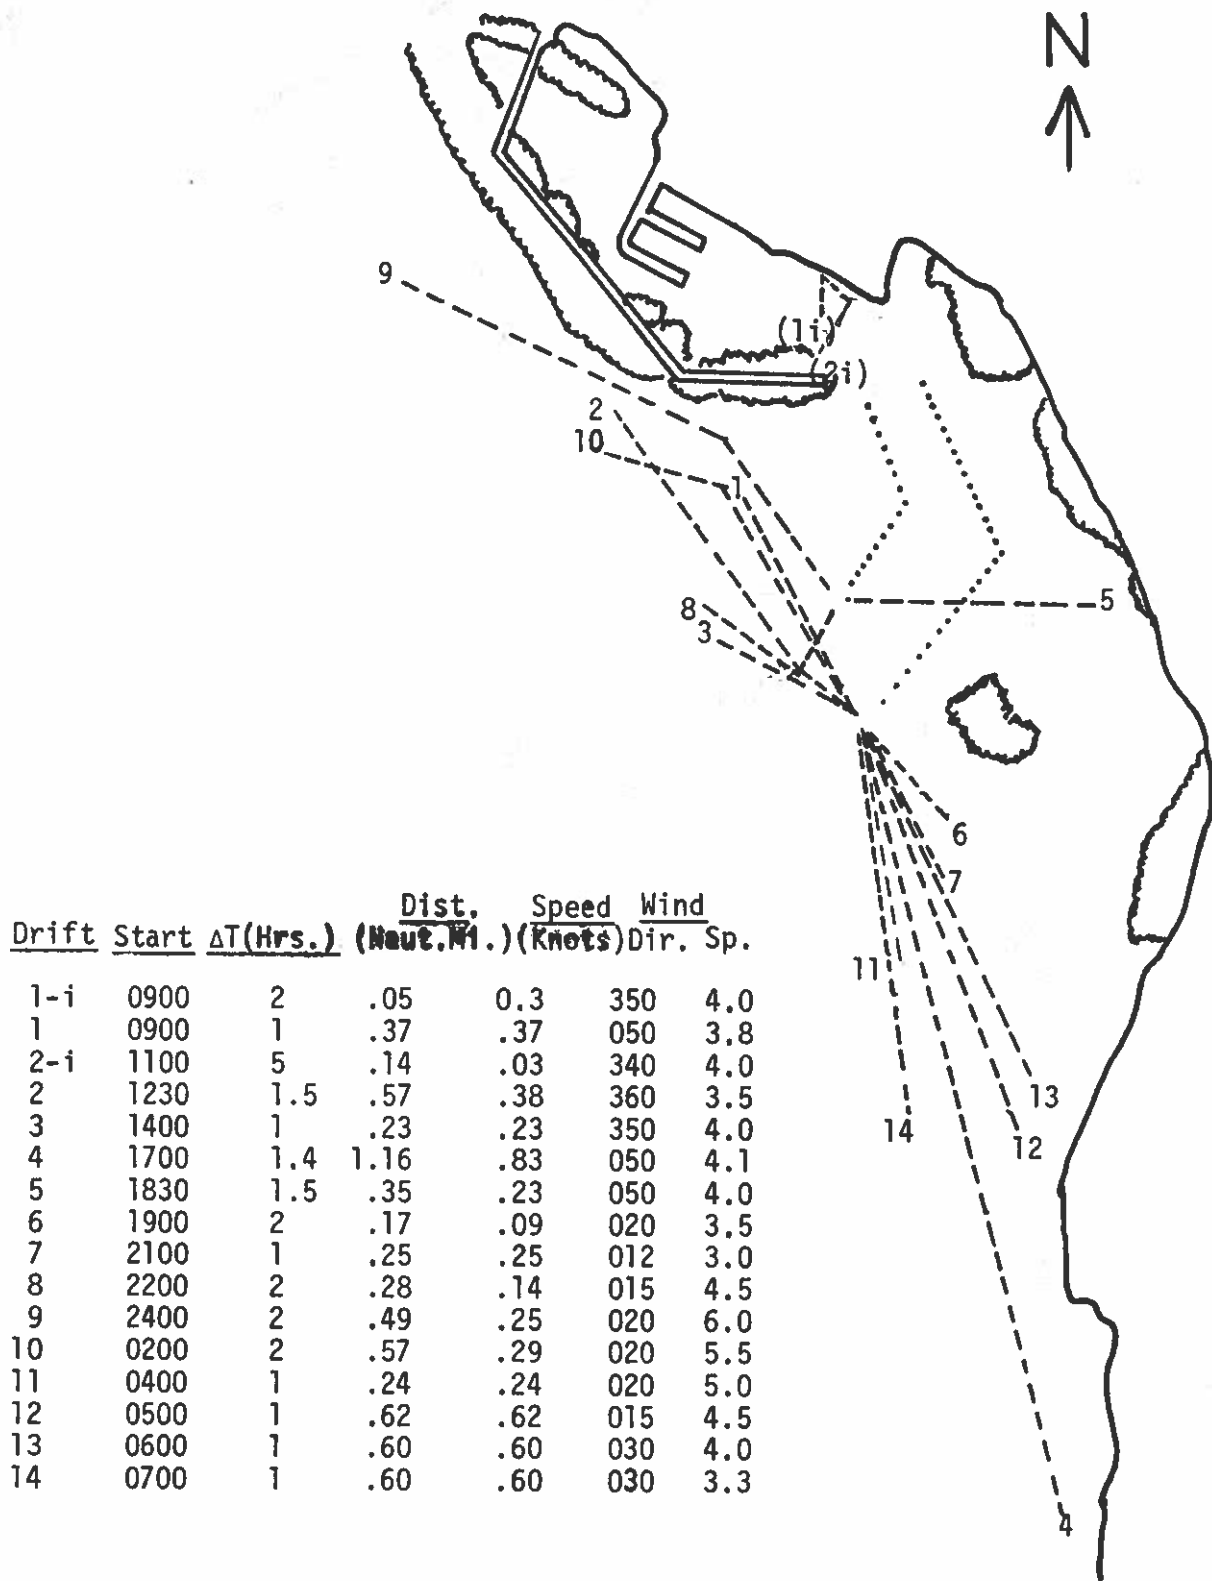 N
9
(1i)
(2i)
2
10
1
8
3
5
6
7
11
13
14
12
4
Dist. Speed Wind
Drift Start ΔT(Hrs.) (Naut.Mi.) (Knots) Dir. Sp.
1-i 0900 2 .05 0.3 350 4.0
1 0900 1 .37 .37 050 3.8
2-i 1100 5 .14 .03 340 4.0
2 1230 1.5 .57 .38 360 3.5
3 1400 1 .23 .23 350 4.0
4 1700 1.4 1.16 .83 050 4.1
5 1830 1.5 .35 .23 050 4.0
6 1900 2 .17 .09 020 3.5
7 2100 1 .25 .25 012 3.0
8 2200 2 .28 .14 015 4.5
9 2400 2 .49 .25 020 6.0
10 0200 2 .57 .29 020 5.5
11 0400 1 .24 .24 020 5.0
12 0500 1 .62 .62 015 4.5
13 0600 1 .60 .60 030 4.0
14 0700 1 .60 .60 030 3.3